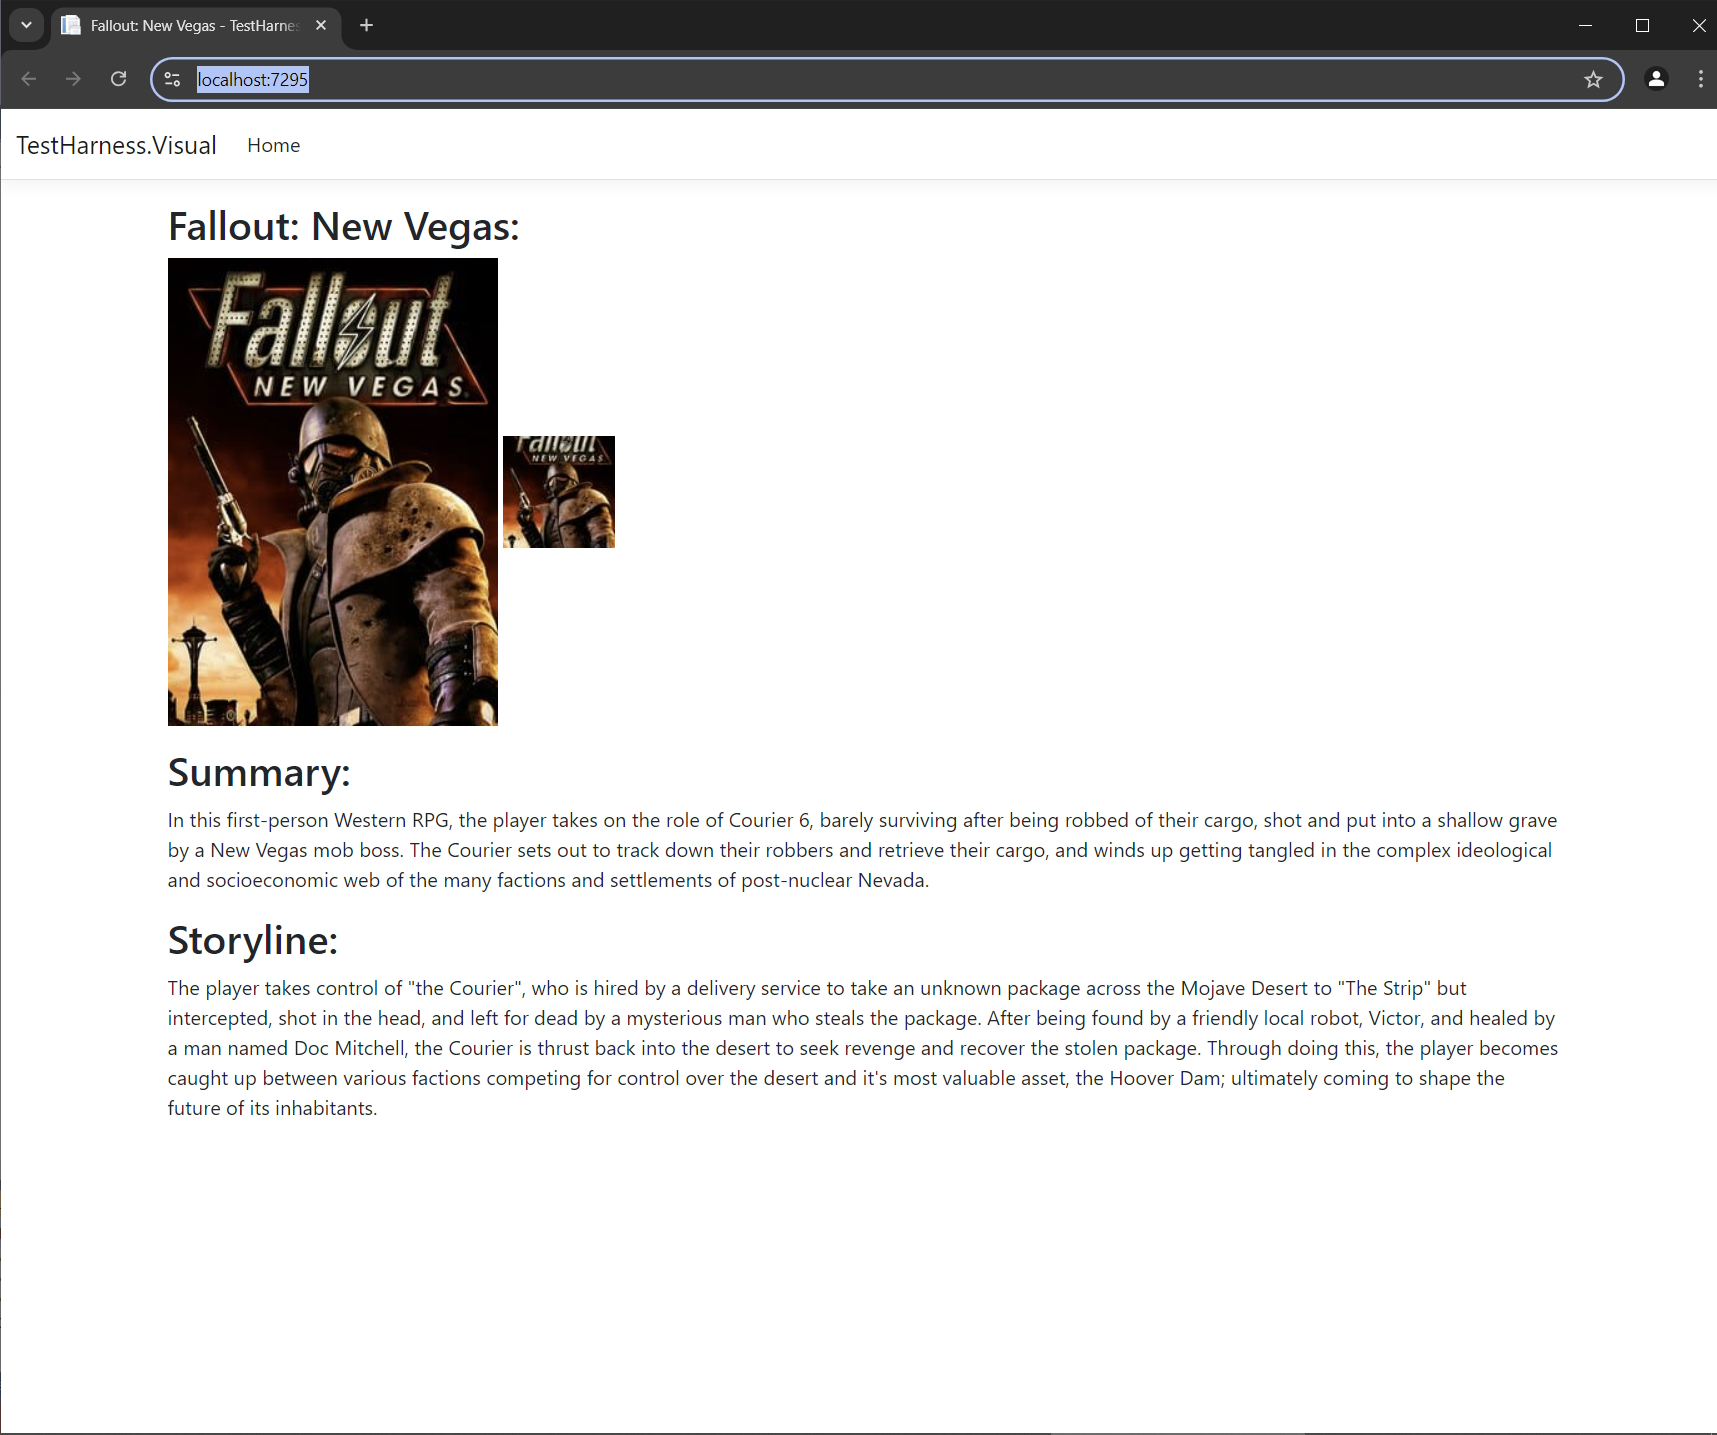 Fallout: New Vegas - TestHarnes
localhost:7295
TestHarness.Visual Home
Fallout: New Vegas:
Fallout
NEW VEGAS
Fallout
NEW VEGAS
Summary:
In this first-person Western RPG, the player takes on the role of Courier 6, barely surviving after being robbed of their cargo, shot and put into a shallow grave
by a New Vegas mob boss. The Courier sets out to track down their robbers and retrieve their cargo, and winds up getting tangled in the complex ideological
and socioeconomic web of the many factions and settlements of post-nuclear Nevada.
Storyline:
The player takes control of "the Courier", who is hired by a delivery service to take an unknown package across the Mojave Desert to "The Strip" but
intercepted, shot in the head, and left for dead by a mysterious man who steals the package. After being found by a friendly local robot, Victor, and healed by
a man named Doc Mitchell, the Courier is thrust back into the desert to seek revenge and recover the stolen package. Through doing this, the player becomes
caught up between various factions competing for control over the desert and it's most valuable asset, the Hoover Dam; ultimately coming to shape the
future of its inhabitants.